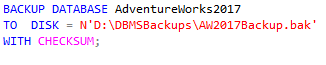 BACKUP DATABASE AdventureWorks2017
TO  DISK = N'D:\DBMSBackups\AW2017Backup.bak'
WITH CHECKSUM;